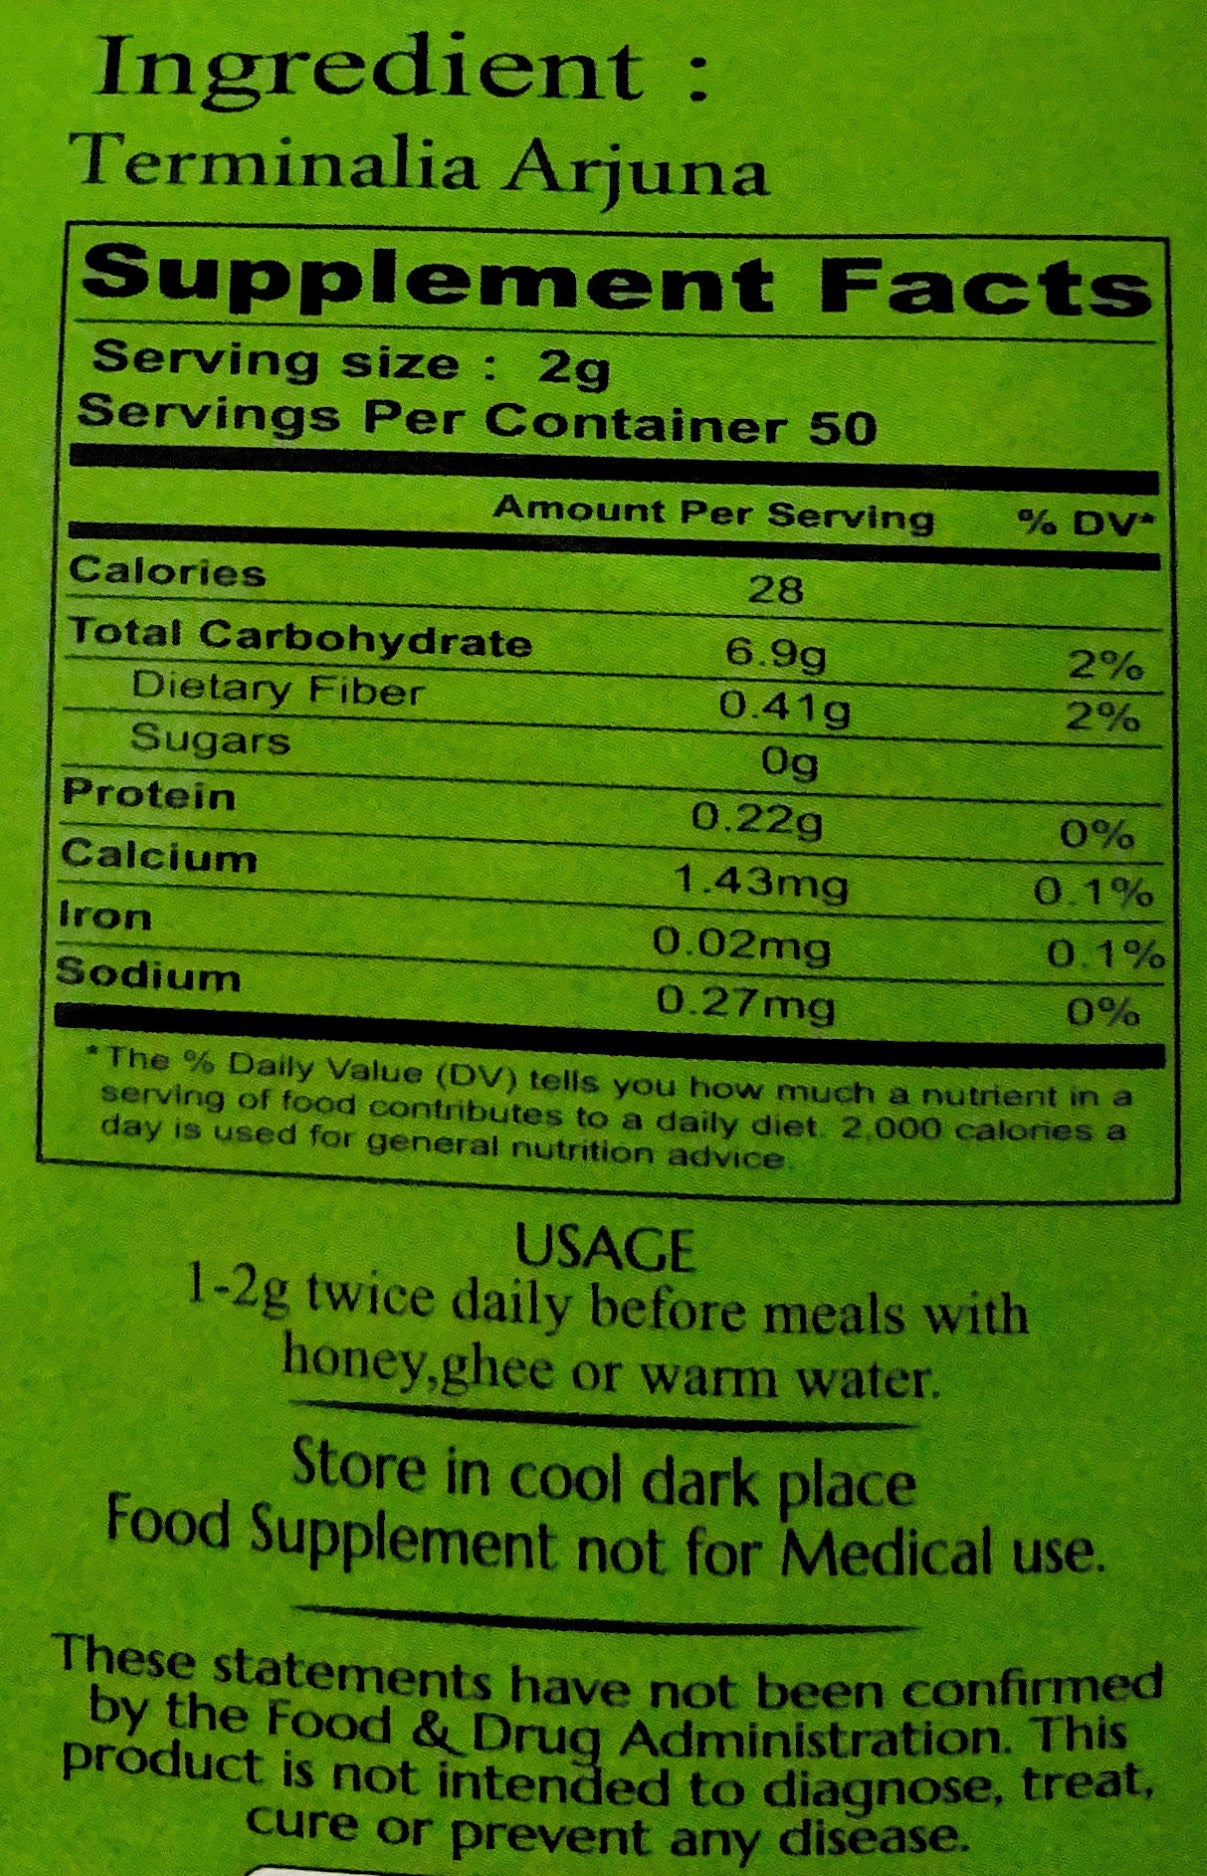 Ingredient :
Terminalia Arjuna
Supplement Facts
Serving size : 2g
Servings Per Container 50
Amount Per Serving % DV*
Calories 28
Total Carbohydrate 6.9g 2%
Dietary Fiber 0.41g 2%
Sugars 0g
Protein 0.22g 0%
Calcium 1.43mg 0.1%
Iron 0.02mg 0.1%
Sodium 0.27mg 0%
*The % Daily Value (DV) tells you how much a nutrient in a
serving of food contributes to a daily diet. 2,000 calories a
day is used for general nutrition advice.
USAGE
1-2g twice daily before meals with
honey,ghee or warm water.
Store in cool dark place
Food Supplement not for Medical use.
These statements have not been confirmed
by the Food & Drug Administration. This
product is not intended to diagnose, treat,
cure or prevent any disease.